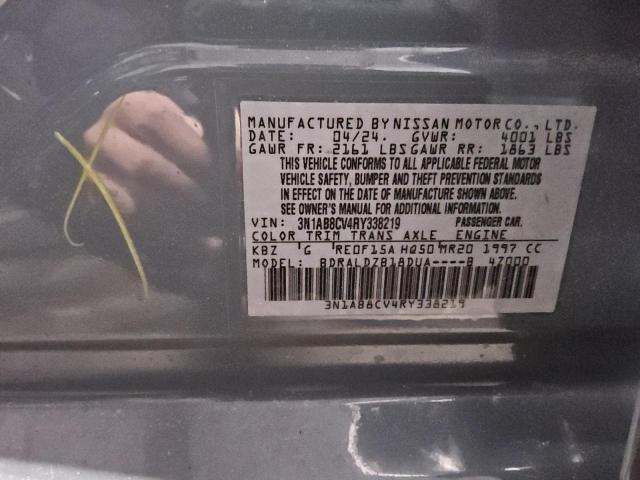 MANUFACTURED BY NISSAN MOTOR CO., LTD.
DATE: 04/24. GVWR: 4001 LBS
GAWR FR: 2161 LBS GAWR RR: 1863 LBS
THIS VEHICLE CONFORMS TO ALL APPLICABLE FEDERAL MOTOR
VEHICLE SAFETY, BUMPER AND THEFT PREVENTION STANDARDS
IN EFFECT ON THE DATE OF MANUFACTURE SHOWN ABOVE.
SEE OWNER'S MANUAL FOR ADDITIONAL INFORMATION.
VIN: 3N1AB8CV4RY338219 PASSENGER CAR.
COLOR TRIM TRANS AXLE ENGINE
KBZ G RE0F15A HQ50 MR20 1997 CC
MODEL: BDRALDZB18DUA----B 4Z000
3N1AB8CV4RY338219